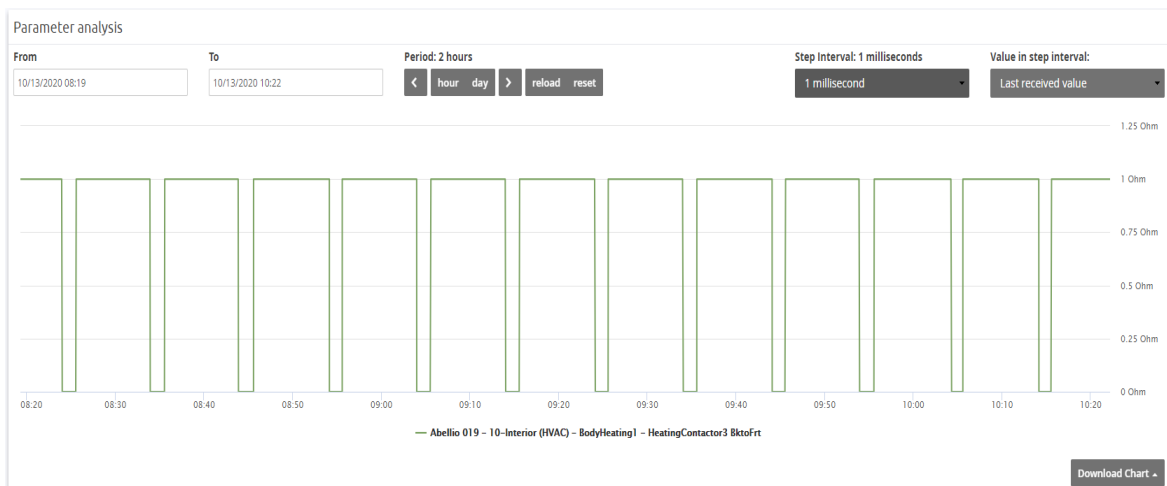 Parameter analysis
From To Period: 2 hours Step Interval: 1 milliseconds Value in step interval:
10/13/2020 08:19 10/13/2020 10:22 < hour day > reload reset 1 millisecond Last received value
1.25 Ohm
1 Ohm
0.75 Ohm
0.5 Ohm
0.25 Ohm
0 Ohm
08:20 08:30 08:40 08:50 09:00 09:10 09:20 09:30 09:40 09:50 10:00 10:10 10:20
Abellio 019 - 10-Interior (HVAC) - BodyHeating1 - HeatingContactor3 BktoFrt
Download Chart